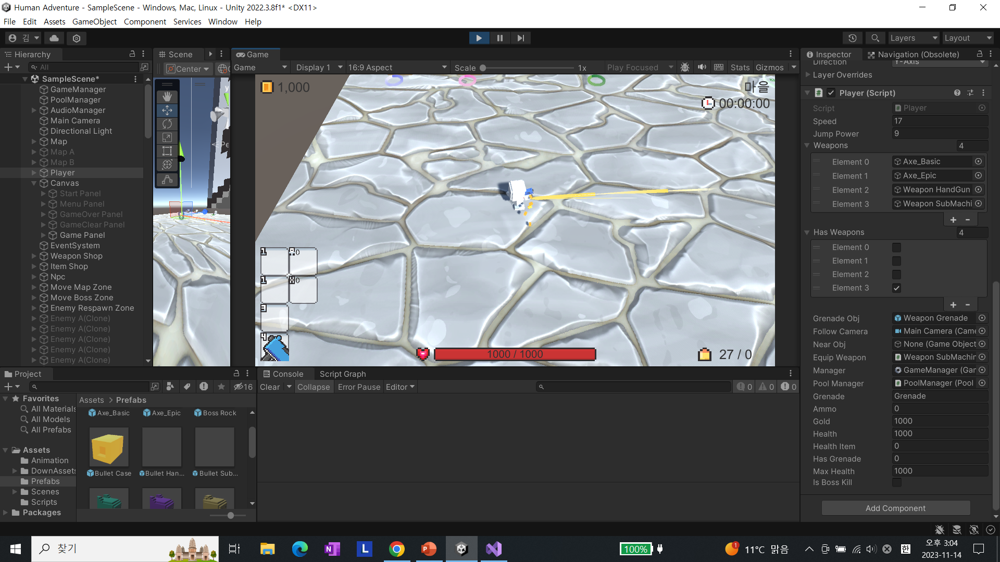 Human Adventure - SampleScene - Windows, Mac, Linux - Unity 2022.3.8f1* <DX11>
File Edit Assets GameObject Component Services Window Help
김 Layers Layout
Hierarchy
All
SampleScene*
GameManager
PoolManager
AudioManager
Main Camera
Directional Light
Map
Map A
Map B
Player
Canvas
Start Panel
Menu Panel
GameOver Panel
GameClear Panel
Game Panel
EventSystem
Weapon Shop
Item Shop
Npc
Move Map Zone
Move Boss Zone
Enemy Respawn Zone
Enemy A(Clone)
Enemy A(Clone)
Enemy A(Clone)
Enemy A(Clone)
Enemy A(Clone)
Scene
Center
Game
Game Display 1 16:9 Aspect Scale 1x Play Focused Stats Gizmos
1,000
마을
00:00:00
1 0
1 8 0
3
4
1000 / 1000
27 / 0
Inspector Navigation (Obsolete)
Direction Y-Axis
Layer Overrides
Player (Script)
Script Player
Speed 17
Jump Power 9
Weapons 4
Element 0 Axe_Basic
Element 1 Axe_Epic
Element 2 Weapon HandGun
Element 3 Weapon SubMachi
Has Weapons 4
Element 0
Element 1
Element 2
Element 3
Grenade Obj Weapon Grenade
Follow Camera Main Camera (Came
Near Obj None (Game Object
Equip Weapon Weapon SubMachin
Manager GameManager (Gar
Pool Manager PoolManager (Pool
Grenade Grenade
Ammo 0
Gold 1000
Health 1000
Health Item 0
Has Grenade 0
Max Health 1000
Is Boss Kill
Add Component
Project
16
Favorites
All Materials
All Models
All Prefabs
Assets
Animation
DownAssets
Prefabs
Scenes
Scripts
Packages
Assets > Prefabs
Axe_Basic Axe_Epic Boss Rock
Bullet Case Bullet Han... Bullet Sub...
Console Script Graph
Clear Collapse Error Pause Editor 0 0 0
찾기
100%
1
11°C 맑음
한
오후 3:04
2023-11-14